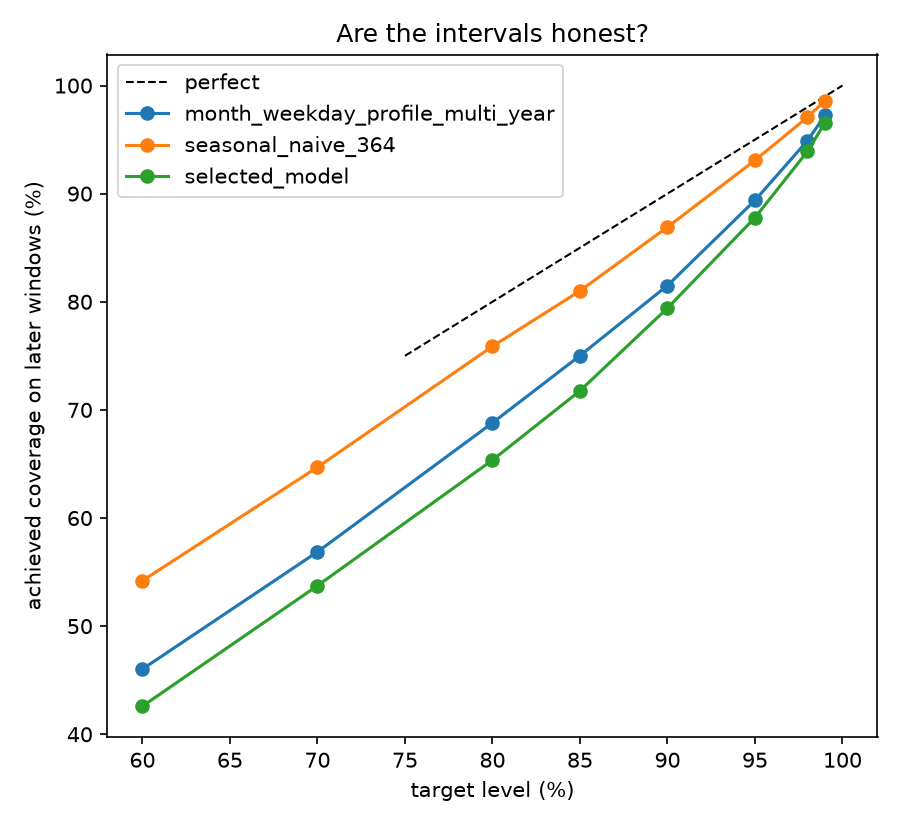 Are the intervals honest?
perfect
month_weekday_profile_multi_year
seasonal_naive_364
selected_model
achieved coverage on later windows (%)
100
90
80
70
60
50
40
60 65 70 75 80 85 90 95 100
target level (%)